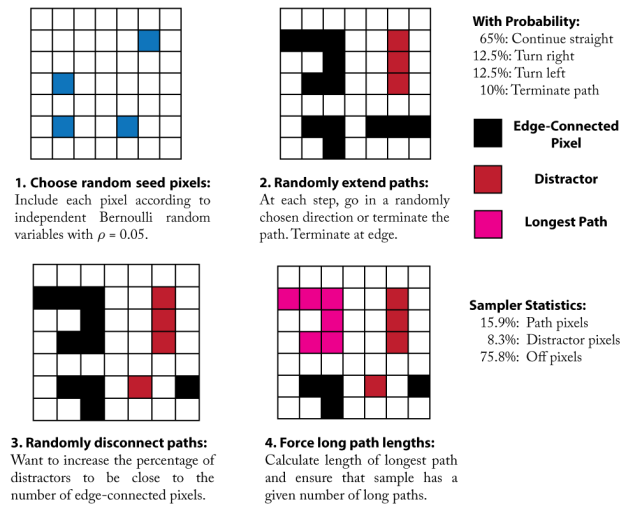 With Probability:
65%: Continue straight
12.5%: Turn right
12.5%: Turn left
10%: Terminate path
Edge-Connected
Pixel
Distractor
Longest Path
1. Choose random seed pixels:
Include each pixel according to
independent Bernoulli random
variables with ρ = 0.05.
2. Randomly extend paths:
At each step, go in a randomly
chosen direction or terminate the
path. Terminate at edge.
Sampler Statistics:
15.9%: Path pixels
8.3%: Distractor pixels
75.8%: Off pixels
3. Randomly disconnect paths:
Want to increase the percentage of
distractors to be close to the
number of edge-connected pixels.
4. Force long path lengths:
Calculate length of longest path
and ensure that sample has a
given number of long paths.